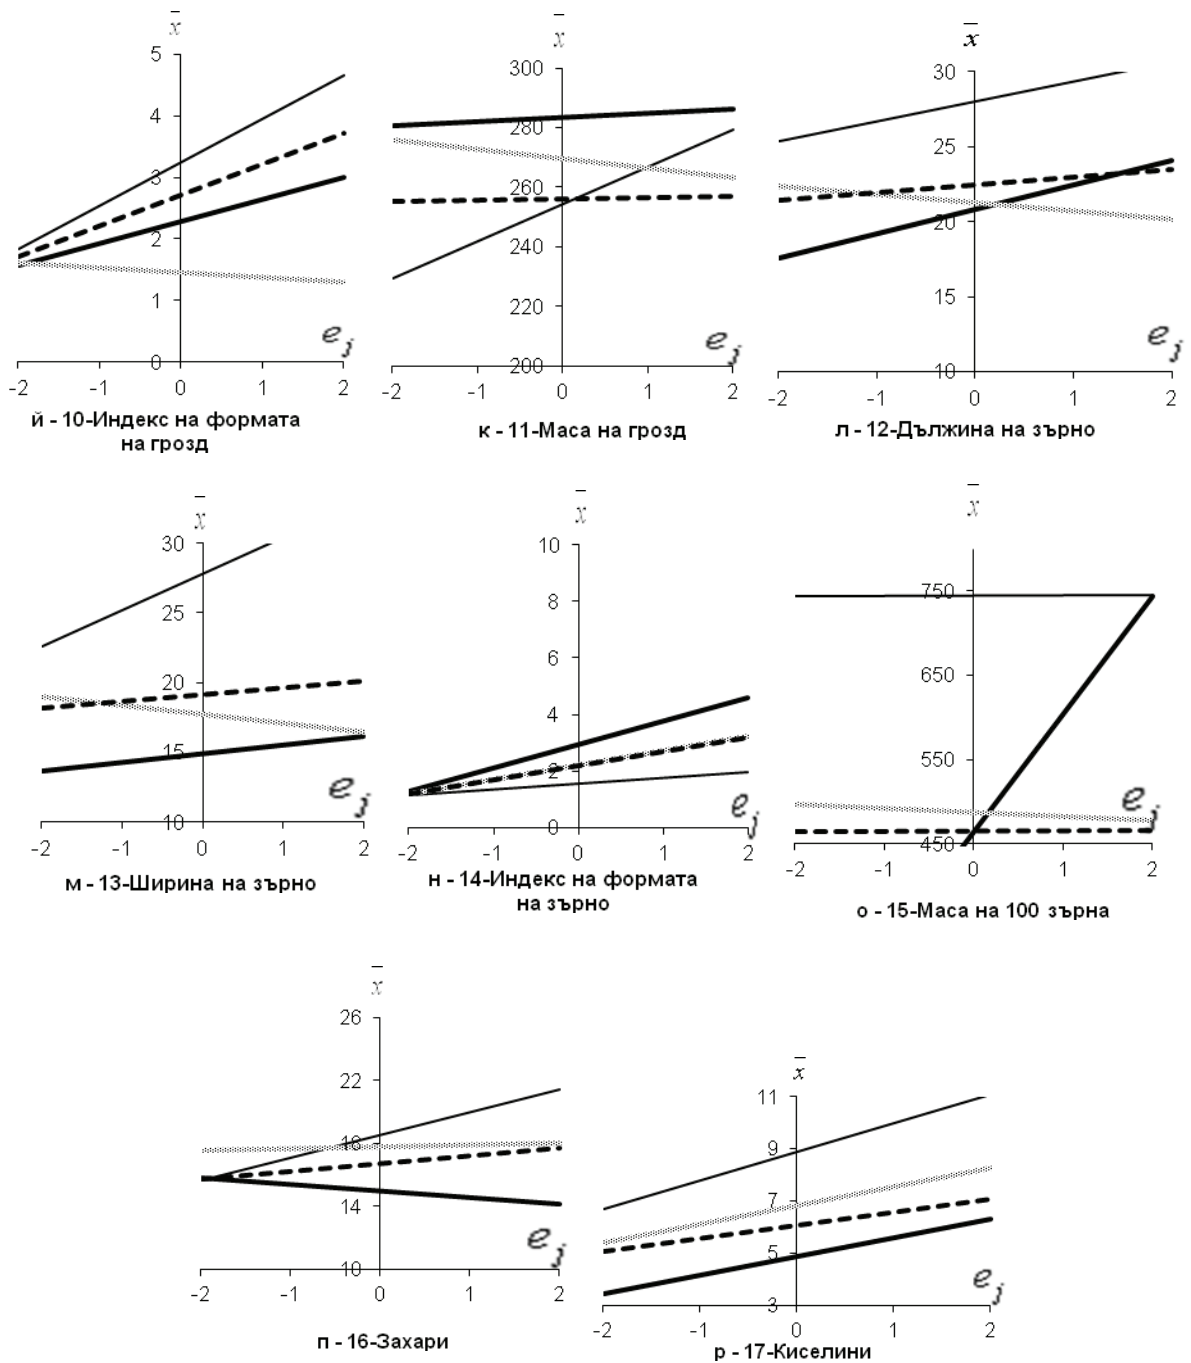 x̄
5
4
3
2
1
0
-2 -1 0 1 2
e_j
й - 10-Индекс на формата
на грозд
x̄
300
280
260
240
220
200
-2 -1 0 1 2
e_j
к - 11-Маса на грозд
x̄
30
25
20
15
10
-2 -1 0 1 2
e_j
л - 12-Дължина на зърно
x̄
30
25
20
15
10
-2 -1 0 1 2
e_j
м - 13-Ширина на зърно
x̄
10
8
6
4
2
0
-2 -1 0 1 2
e_j
н - 14-Индекс на формата
на зърно
x̄
750
650
550
450
-2 -1 0 1 2
e_j
о - 15-Маса на 100 зърна
x̄
26
22
18
14
10
-2 -1 0 1 2
e_j
п - 16-Захари
x̄
11
9
7
5
3
-2 -1 0 1 2
e_j
р - 17-Киселини